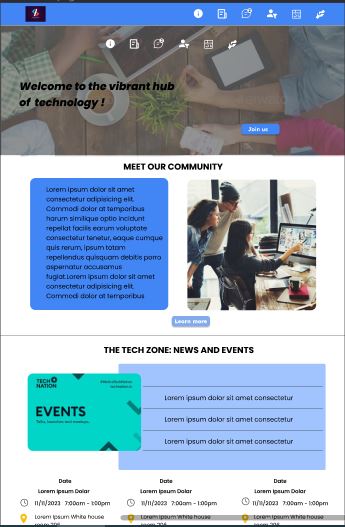 Welcome to the vibrant hub
of technology !
Join us
MEET OUR COMMUNITY
Lorem ipsum dolor sit amet
consectetur adipisicing elit.
Commodi dolor at temporibus
harum similique optio incidunt
repellat facilis earum voluptate
consectetur tenetur, eaque cumque
quis rerum, ipsum totam
repellendus quisquam debitis porro
aspernatur accusamus
fugiat.Lorem ipsum dolor sit amet
consectetur adipisicing elit.
Commodi dolor at temporibus
Learn more
THE TECH ZONE: NEWS AND EVENTS
TECH
NATION
EVENTS
Talks, launches and meetups.
Lorem ipsum dolor sit amet consectetur
Lorem ipsum dolor sit amet consectetur
Lorem ipsum dolor sit amet consectetur
Date Date Date
Lorem Ipsum Dolar Lorem Ipsum Dolar Lorem Ipsum Dolar
11/11/2023 7:00am - 1:00pm 11/11/2023 7:00am - 1:00pm 11/11/2023 7:00am - 1:00pm
Lorem Ipsum White house Lorem Ipsum White house Lorem Ipsum White house
room 706 room 706 room 706